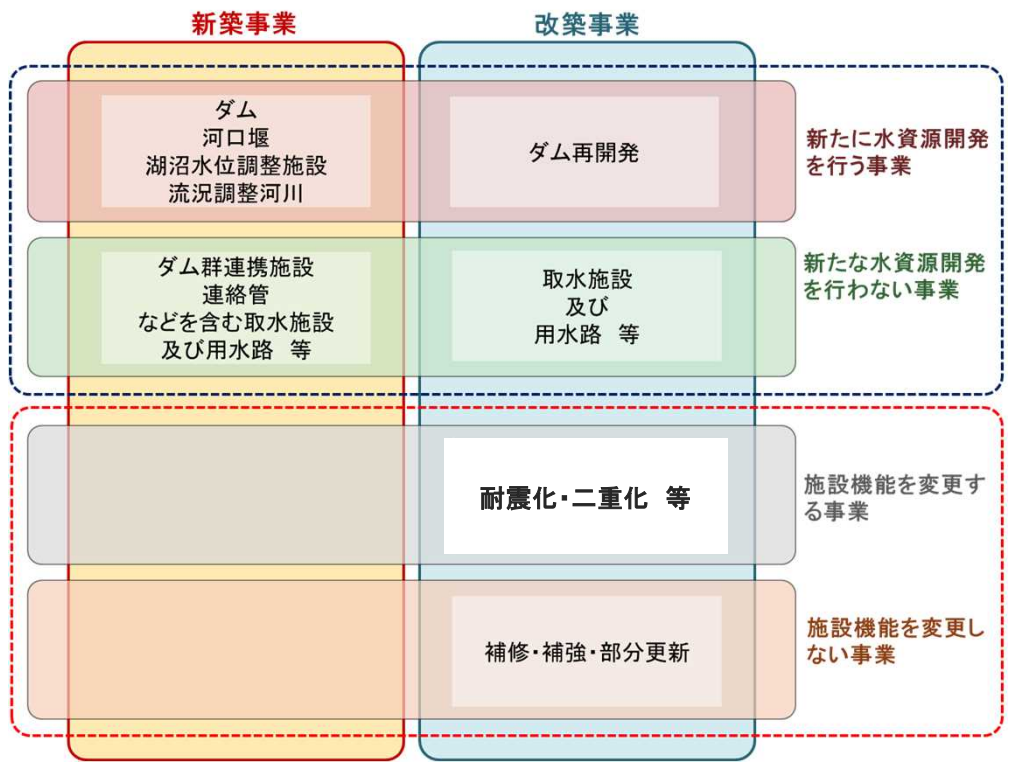 新築事業
改築事業
ダム
河口堰
湖沼水位調整施設
流況調整河川
ダム再開発
新たに水資源開発
を行う事業
ダム群連携施設
連絡管
などを含む取水施設
及び用水路　等
取水施設
及び
用水路　等
新たな水資源開発
を行わない事業
耐震化・二重化　等
施設機能を変更す
る事業
補修・補強・部分更新
施設機能を変更し
ない事業